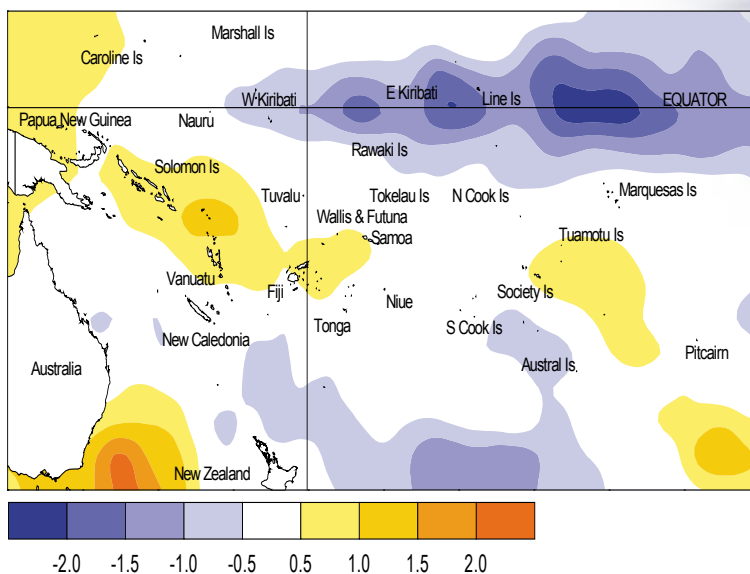 Marshall Is
Caroline Is
W Kiribati
E Kiribati
Line Is
EQUATOR
Papua New Guinea
Nauru
Rawaki Is
Solomon Is
Tuvalu
Tokelau Is
N Cook Is
Marquesas Is
Wallis & Futuna
Samoa
Tuamotu Is
Vanuatu
Fiji
Niue
Society Is
Tonga
S Cook Is
New Caledonia
Pitcairn
Australia
Austral Is
New Zealand
-2.0 -1.5 -1.0 -0.5 0.5 1.0 1.5 2.0